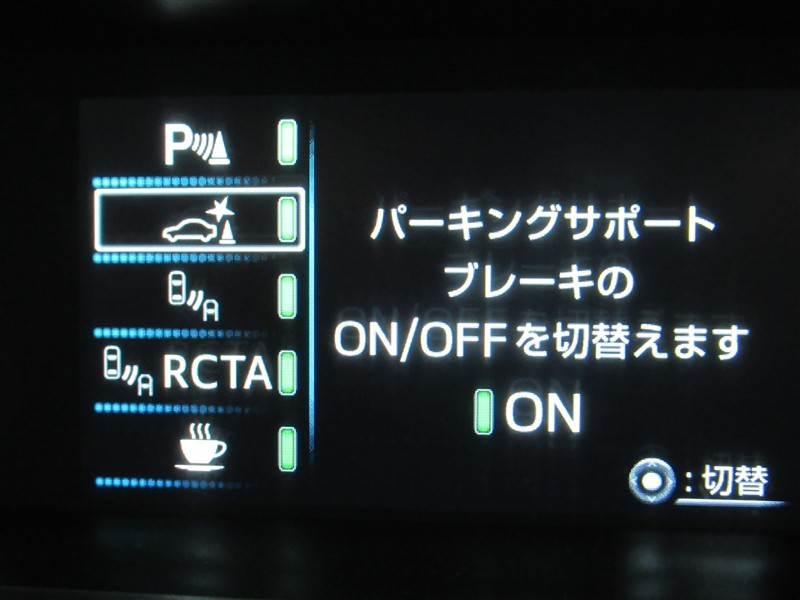 P
RCTA
パーキングサポート
ブレーキの
ON/OFFを切替えます
ON
:切替